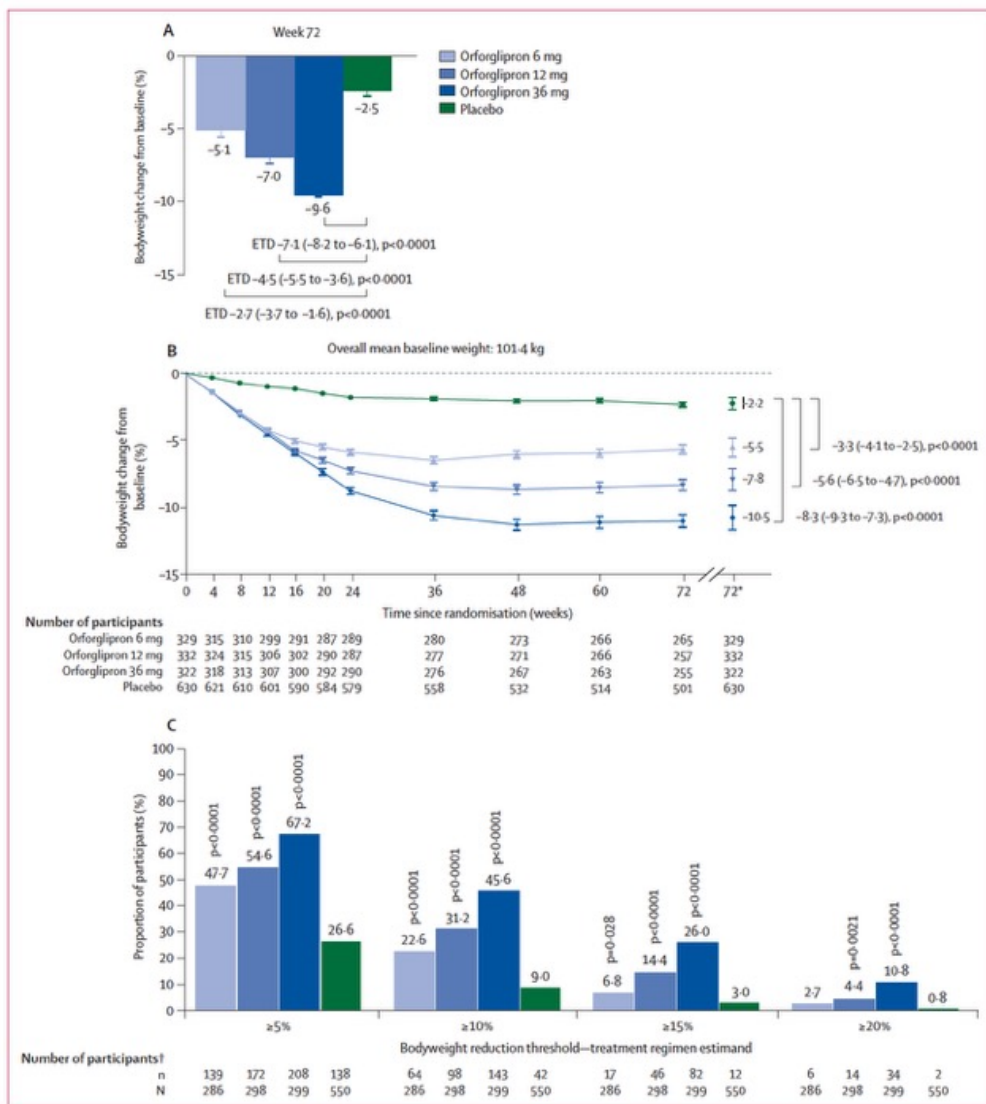 A
Week 72
0
−5
−10
−15
Bodyweight change from baseline (%)
−5·1
−7·0
−9·6
−2·5
Orforglipron 6 mg
Orforglipron 12 mg
Orforglipron 36 mg
Placebo
ETD −7·1 (−8·2 to −6·1), p<0·0001
ETD −4·5 (−5·5 to −3·6), p<0·0001
ETD −2·7 (−3·7 to −1·6), p<0·0001
B
Overall mean baseline weight: 101·4 kg
0
−5
−10
−15
Bodyweight change from
baseline (%)
−2·2
−5·5
−7·8
−10·5
−3·3 (−4·1 to −2·5), p<0·0001
−5·6 (−6·5 to −4·7), p<0·0001
−8·3 (−9·3 to −7·3), p<0·0001
0 4 8 12 16 20 24 36 48 60 72 72*
Time since randomisation (weeks)
Number of participants
Orforglipron 6 mg 329 315 310 299 291 287 289 280 273 266 265 329
Orforglipron 12 mg 332 324 315 306 302 290 287 277 271 266 257 332
Orforglipron 36 mg 322 318 313 307 300 292 290 276 267 263 255 322
Placebo 630 621 610 601 590 584 579 558 532 514 501 630
C
100
90
80
70
60
50
40
30
20
10
0
Proportion of participants (%)
p<0·0001 p<0·0001 p<0·0001
47·7 54·6 67·2 26·6
p<0·0001 p<0·0001 p<0·0001
22·6 31·2 45·6 9·0
p=0·028 p<0·0001 p<0·0001
6·8 14·4 26·0 3·0
p=0·0021 p<0·0001
2·7 4·4 10·8 0·8
≥5% ≥10% ≥15% ≥20%
Bodyweight reduction threshold—treatment regimen estimand
Number of participants†
n 139 172 208 138 64 98 143 42 17 46 82 12 6 14 34 2
N 286 298 299 550 286 298 299 550 286 298 299 550 286 298 299 550